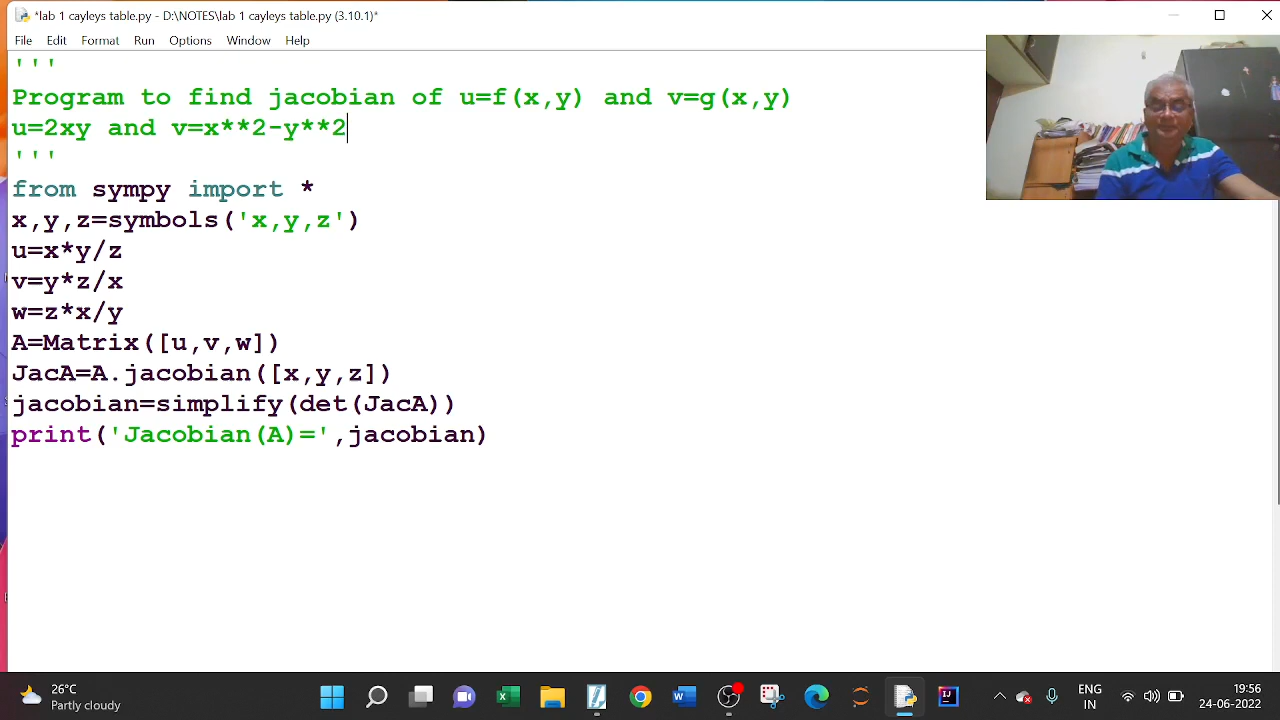 *lab 1 cayleys table.py - D:\NOTES\lab 1 cayleys table.py (3.10.1)*
File Edit Format Run Options Window Help
'''
Program to find jacobian of u=f(x,y) and v=g(x,y)
u=2xy and v=x**2-y**2
'''
from sympy import *
x,y,z=symbols('x,y,z')
u=x*y/z
v=y*z/x
w=z*x/y
A=Matrix([u,v,w])
JacA=A.jacobian([x,y,z])
jacobian=simplify(det(JacA))
print('Jacobian(A)=',jacobian)
26°C
Partly cloudy
ENG
IN
19:56
24-06-2022